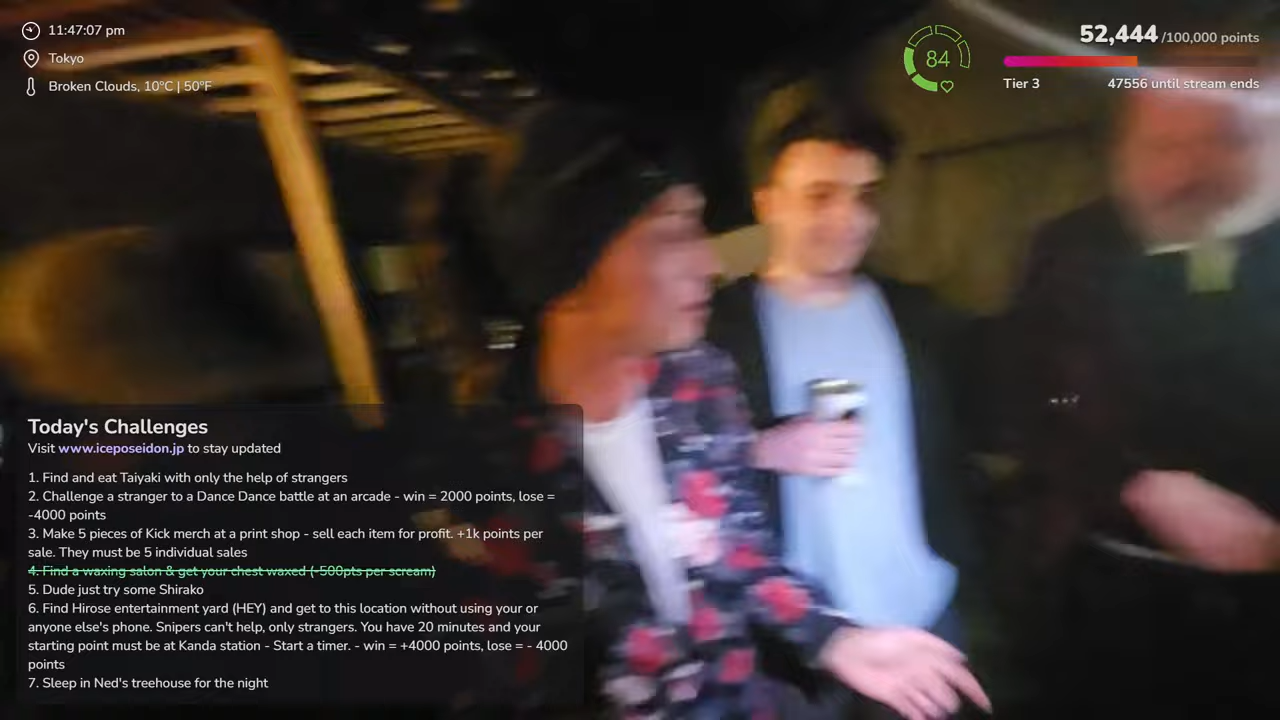 11:47:07 pm
Tokyo
Broken Clouds, 10ºC | 50ºF
84
52,444 /100,000 points
Tier 3
47556 until stream ends
Today's Challenges
Visit www.iceposeidon.jp to stay updated
1. Find and eat Taiyaki with only the help of strangers
2. Challenge a stranger to a Dance Dance battle at an arcade - win = 2000 points, lose =
-4000 points
3. Make 5 pieces of Kick merch at a print shop - sell each item for profit. +1k points per
sale. They must be 5 individual sales
4. Find a waxing salon & get your chest waxed (-500pts per scream)
5. Dude just try some Shirako
6. Find Hirose entertainment yard (HEY) and get to this location without using your or
anyone else's phone. Snipers can't help, only strangers. You have 20 minutes and your
starting point must be at Kanda station - Start a timer. - win = +4000 points, lose = - 4000
points
7. Sleep in Ned's treehouse for the night